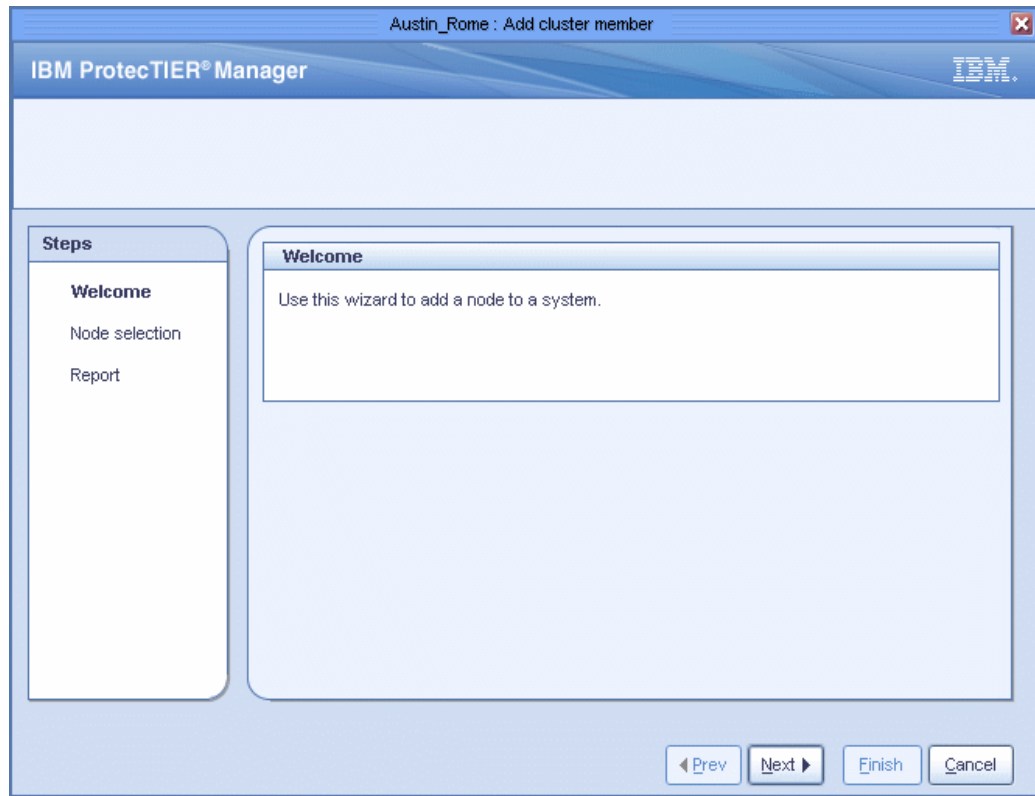 Austin_Rome : Add cluster member
IBM ProtecTIER® Manager
IBM.
Steps
Welcome
Node selection
Report
Welcome
Use this wizard to add a node to a system.
Prev
Next
Finish
Cancel